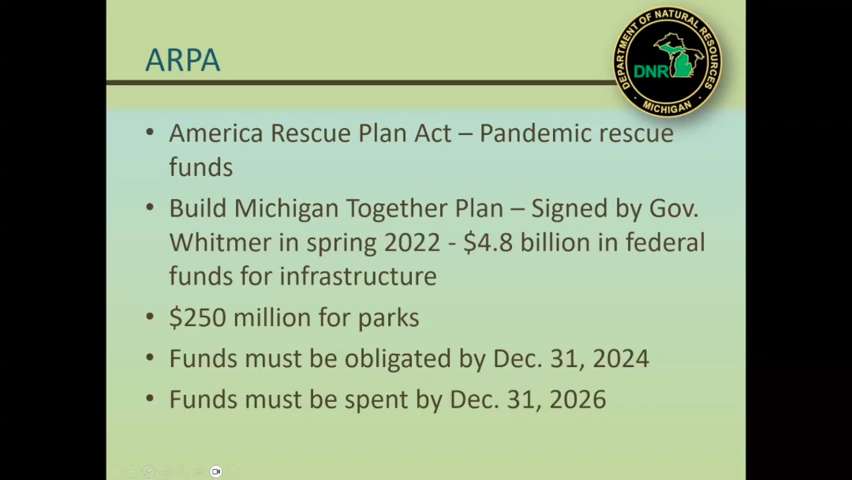 ARPA
DEPARTMENT OF NATURAL RESOURCES
DNR
MICHIGAN
• America Rescue Plan Act – Pandemic rescue
funds
• Build Michigan Together Plan – Signed by Gov.
Whitmer in spring 2022 - $4.8 billion in federal
funds for infrastructure
• $250 million for parks
• Funds must be obligated by Dec. 31, 2024
• Funds must be spent by Dec. 31, 2026